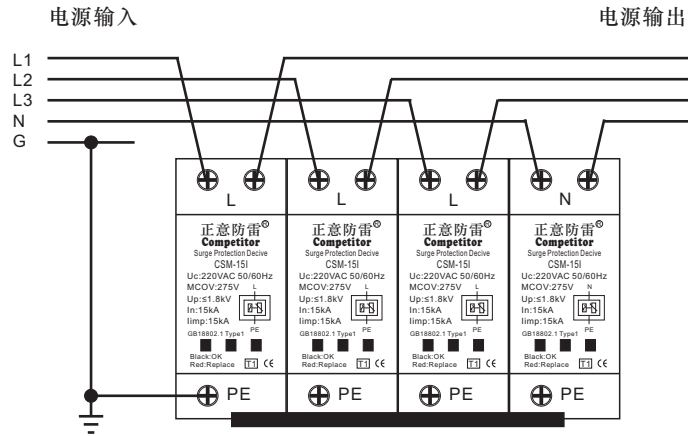 电源输入
电源输出
L1
L2
L3
N
G
L
L
L
N
正意防雷®
Competitor
Surge Protection Decive
CSM-15I
Uc:220VAC 50/60Hz
MCOV:275V L
Up:≤1.8kV
In:15kA
Iimp:15kA
PE
GB18802.1 Type1
Black:OK
Red:Replace T1 CE
正意防雷®
Competitor
Surge Protection Decive
CSM-15I
Uc:220VAC 50/60Hz
MCOV:275V L
Up:≤1.8kV
In:15kA
Iimp:15kA
PE
GB18802.1 Type1
Black:OK
Red:Replace T1 CE
正意防雷®
Competitor
Surge Protection Decive
CSM-15I
Uc:220VAC 50/60Hz
MCOV:275V L
Up:≤1.8kV
In:15kA
Iimp:15kA
PE
GB18802.1 Type1
Black:OK
Red:Replace T1 CE
正意防雷®
Competitor
Surge Protection Decive
CSM-15I
Uc:220VAC 50/60Hz
MCOV:275V N
Up:≤1.8kV
In:15kA
Iimp:15kA
PE
GB18802.1 Type1
Black:OK
Red:Replace T1 CE
PE
PE
PE
PE